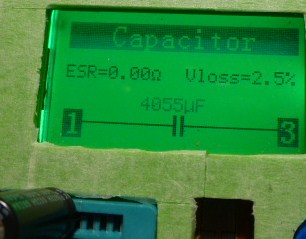 Capacitor
ESR=0.00Ω Vloss=2.5%
4055µF
1 3